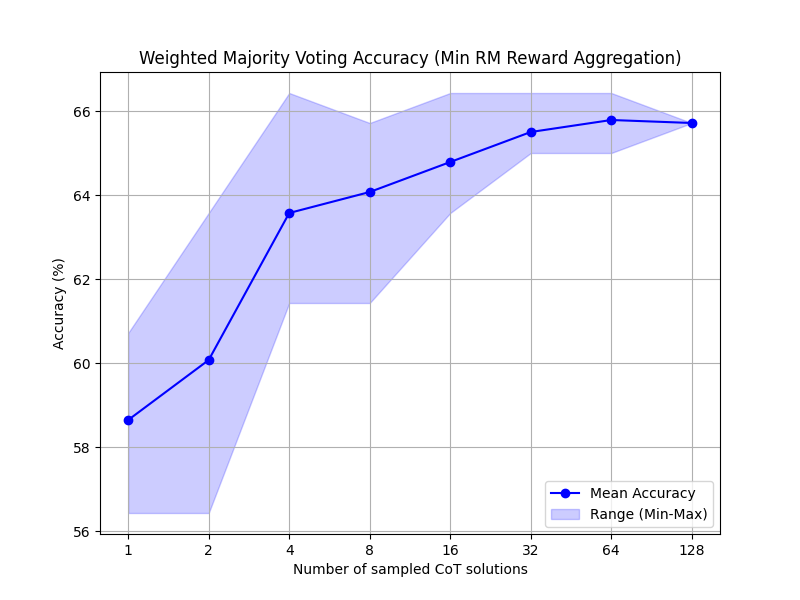 Weighted Majority Voting Accuracy (Min RM Reward Aggregation)
66
64
62
60
58
56
Accuracy (%)
Mean Accuracy
Range (Min-Max)
1 2 4 8 16 32 64 128
Number of sampled CoT solutions